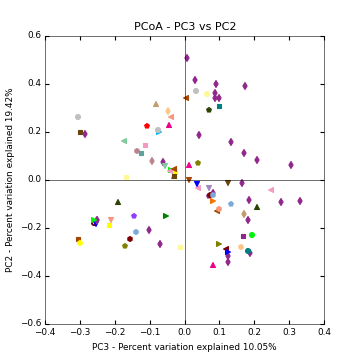 PCoA - PC3 vs PC2
0.6
0.4
0.2
0.0
−0.2
−0.4
−0.6
PC2 - Percent variation explained 19.42%
−0.4 −0.3 −0.2 −0.1 0.0 0.1 0.2 0.3 0.4
PC3 - Percent variation explained 10.05%